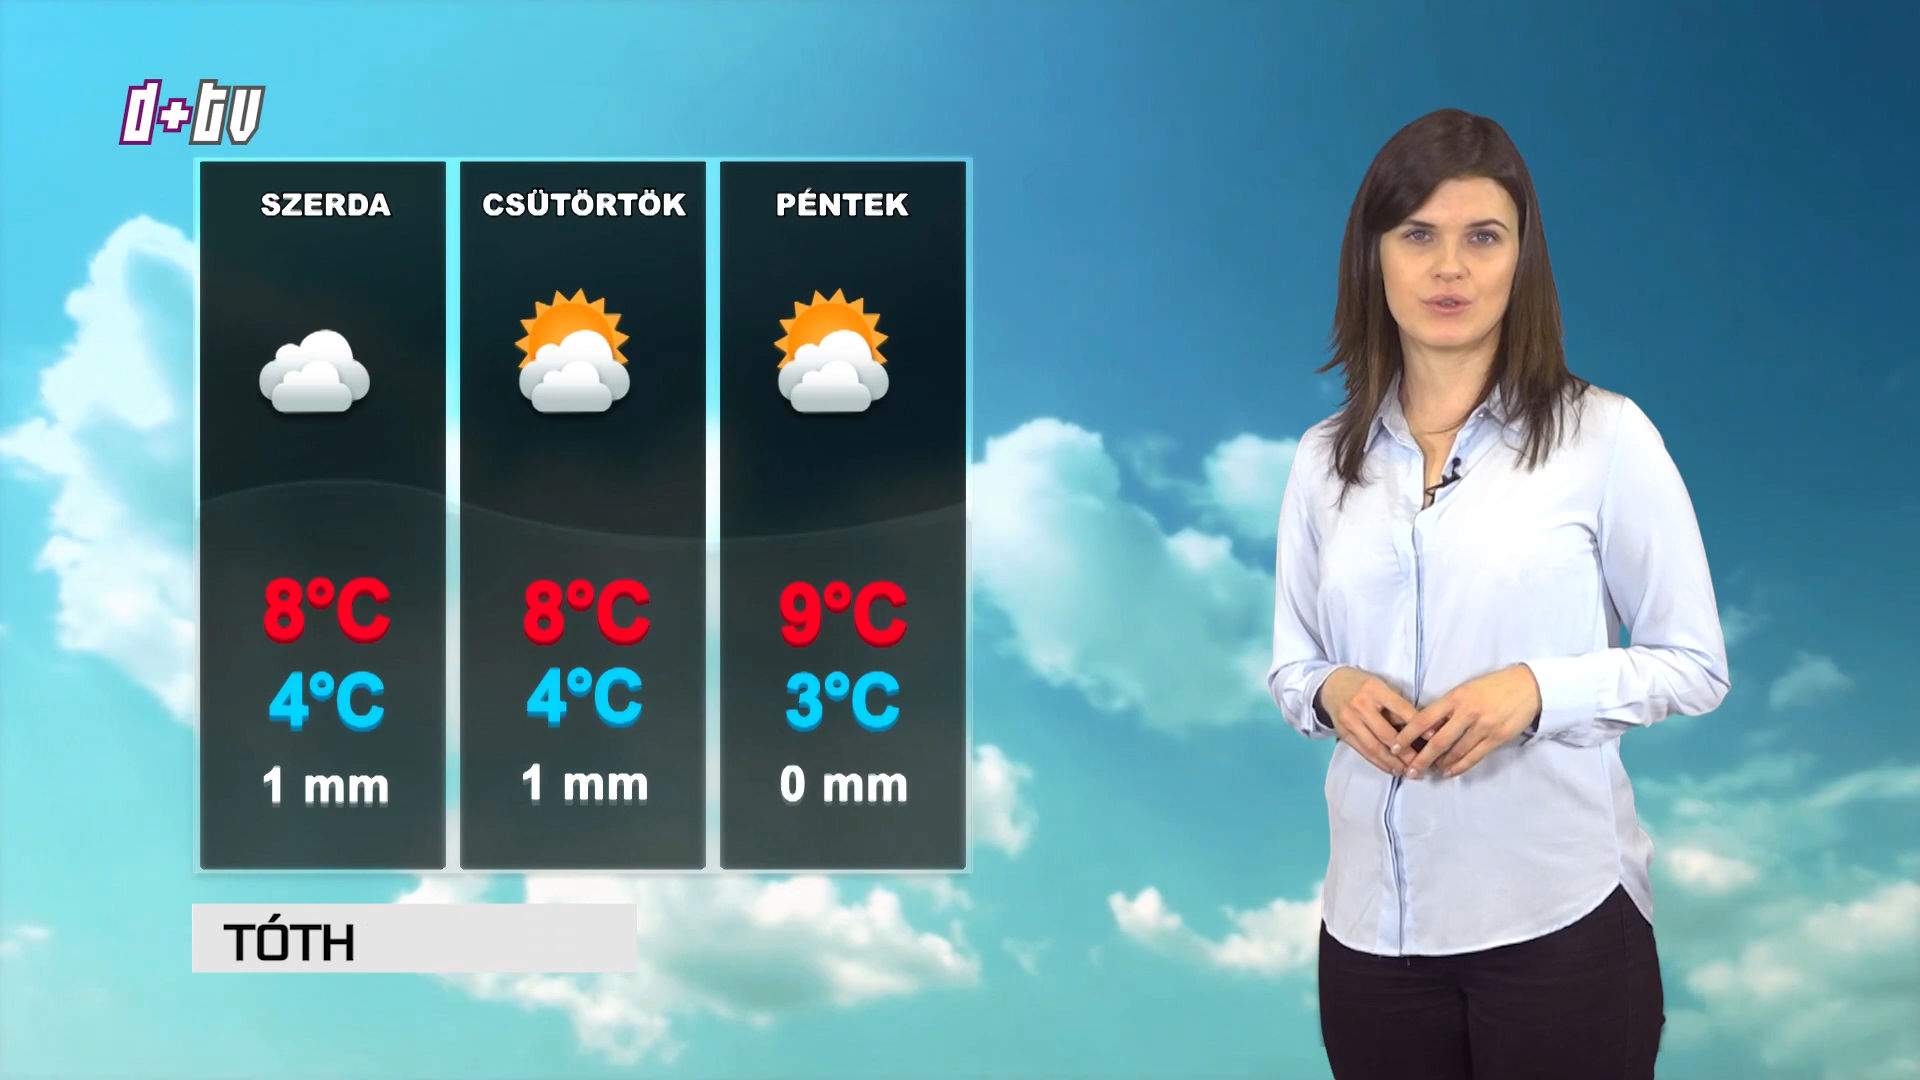 d+tv
SZERDA
8°C
4°C
1 mm
CSÜTÖRTÖK
8°C
4°C
1 mm
PÉNTEK
9°C
3°C
0 mm
TÓTH